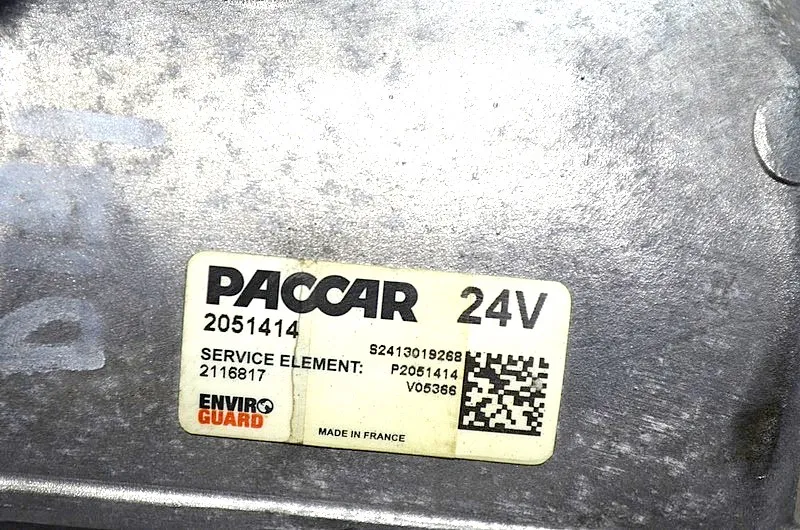 PACCAR 24V
2051414
SERVICE ELEMENT:
2116817
S2413019268
P2051414
V05366
ENVIRO
GUARD
MADE IN FRANCE